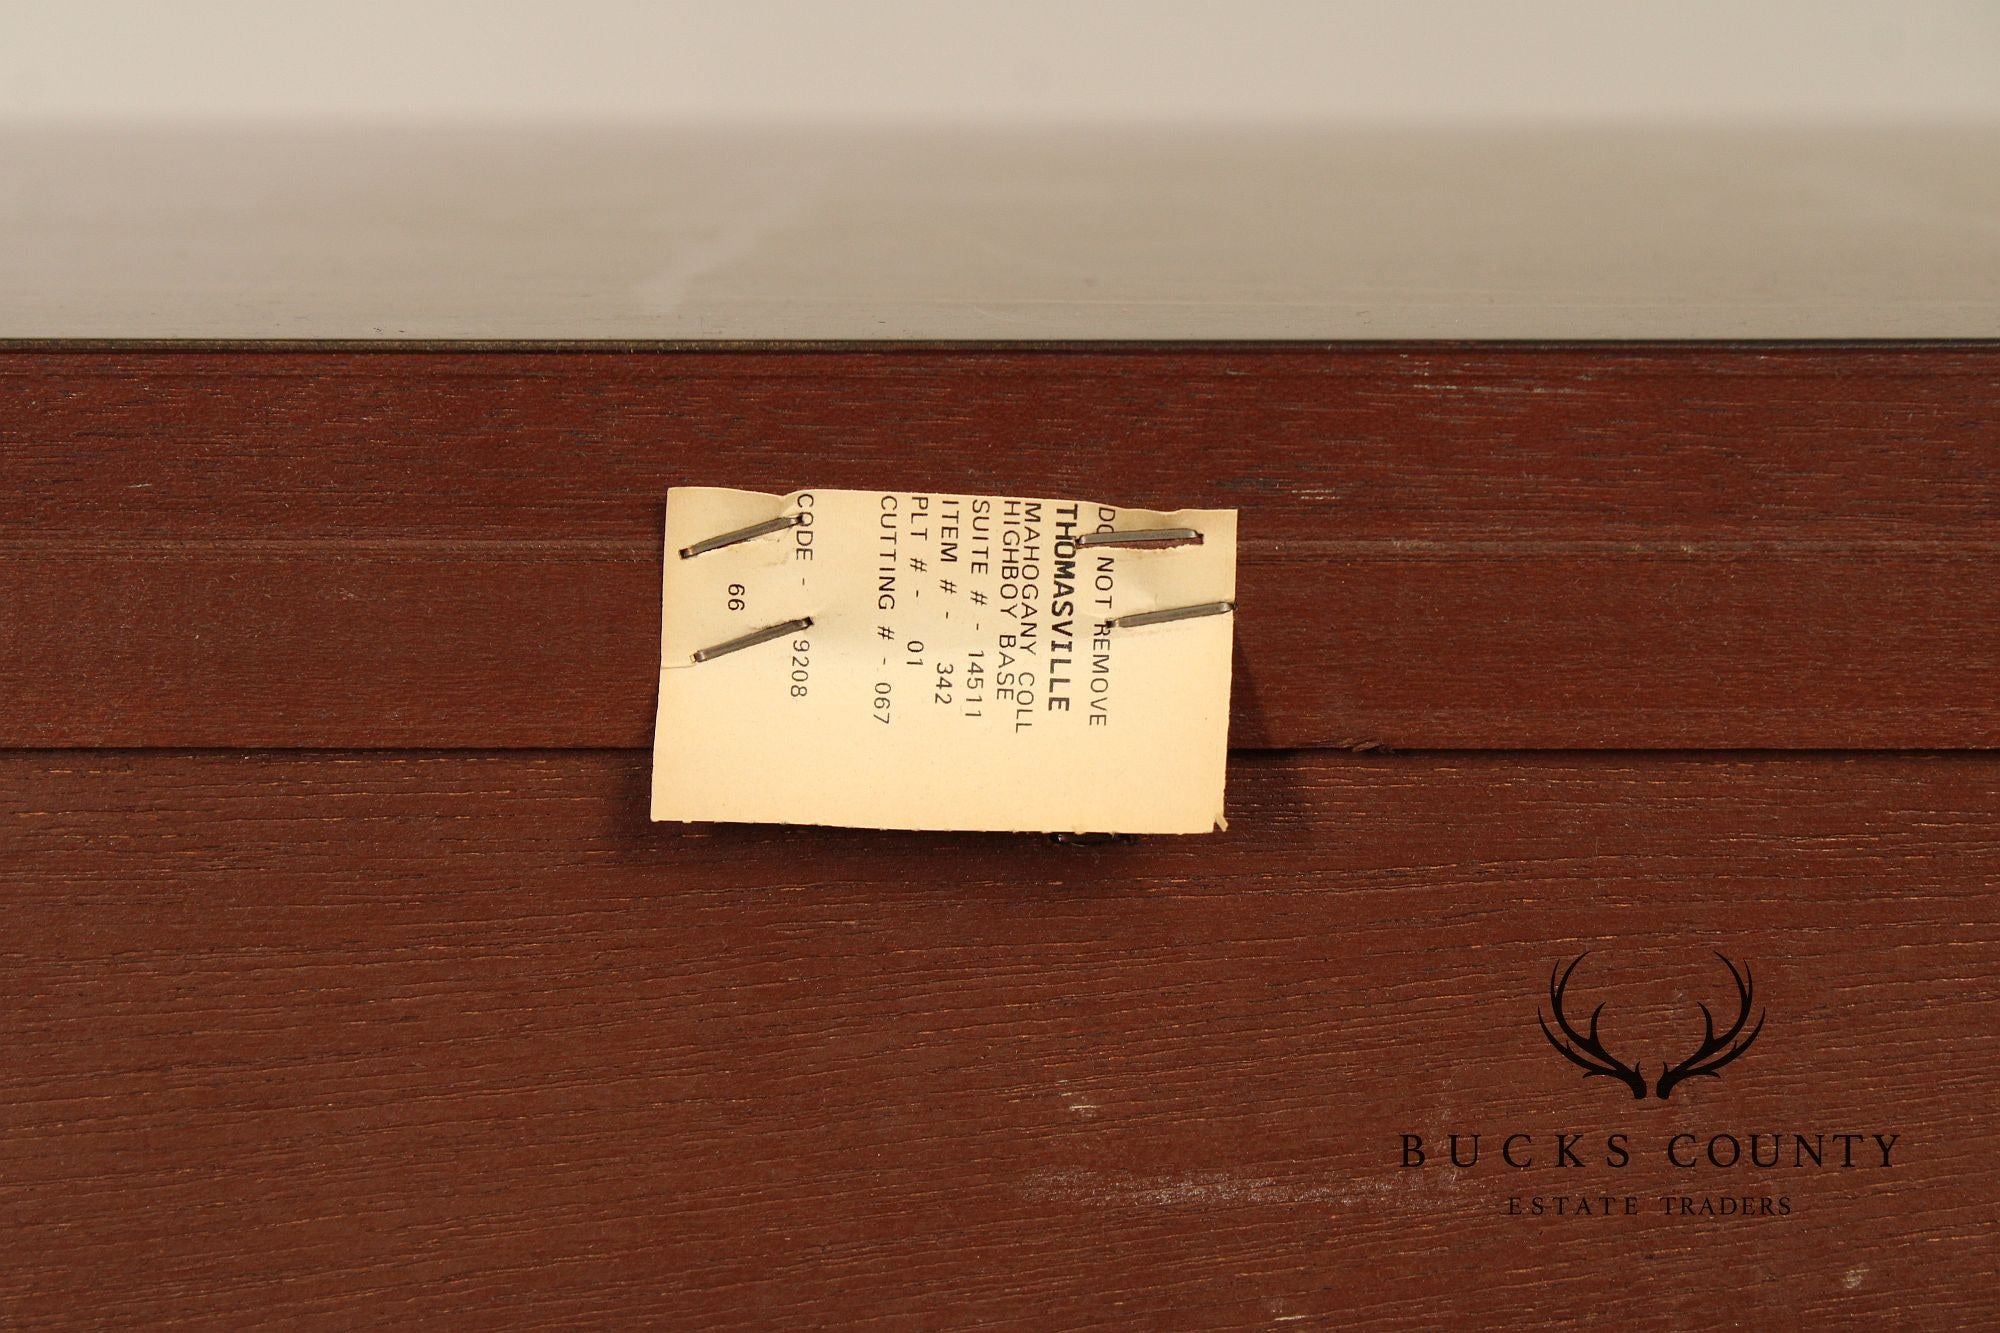 DO NOT REMOVE
THOMASVILLE
MAHOGANY COLL
HIGHBOY BASE
SUITE # - 14511
ITEM # - 342
PLT # - 01
CUTTING # - 067
CODE - 9208
66
BUCKS COUNTY
ESTATE TRADERS